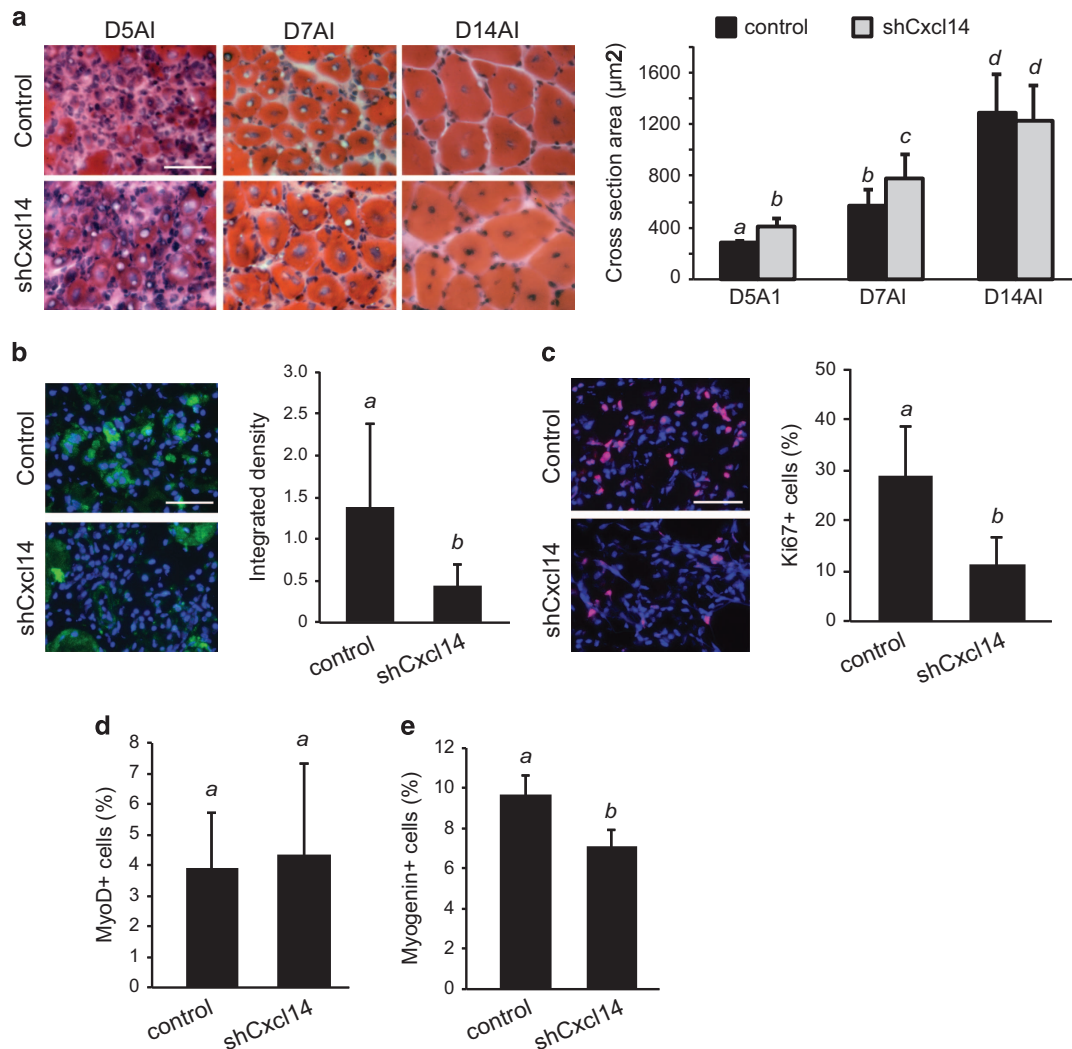 a
D5AI D7AI D14AI
Control
shCxcl14
control shCxcl14
Cross section area (µm2)
1600
1200
800
400
0
a b b c d d
D5A1 D7AI D14AI
b
Control
shCxcl14
Integrated density
3.0
2.5
2.0
1.5
1.0
0.5
0
a b
control shCxcl14
c
Control
shCxcl14
Ki67+ cells (%)
50
40
30
20
10
0
a b
control shCxcl14
d
MyoD+ cells (%)
8
7
6
5
4
3
2
1
0
a a
control shCxcl14
e
Myogenin+ cells (%)
12
10
8
6
4
2
0
a b
control shCxcl14